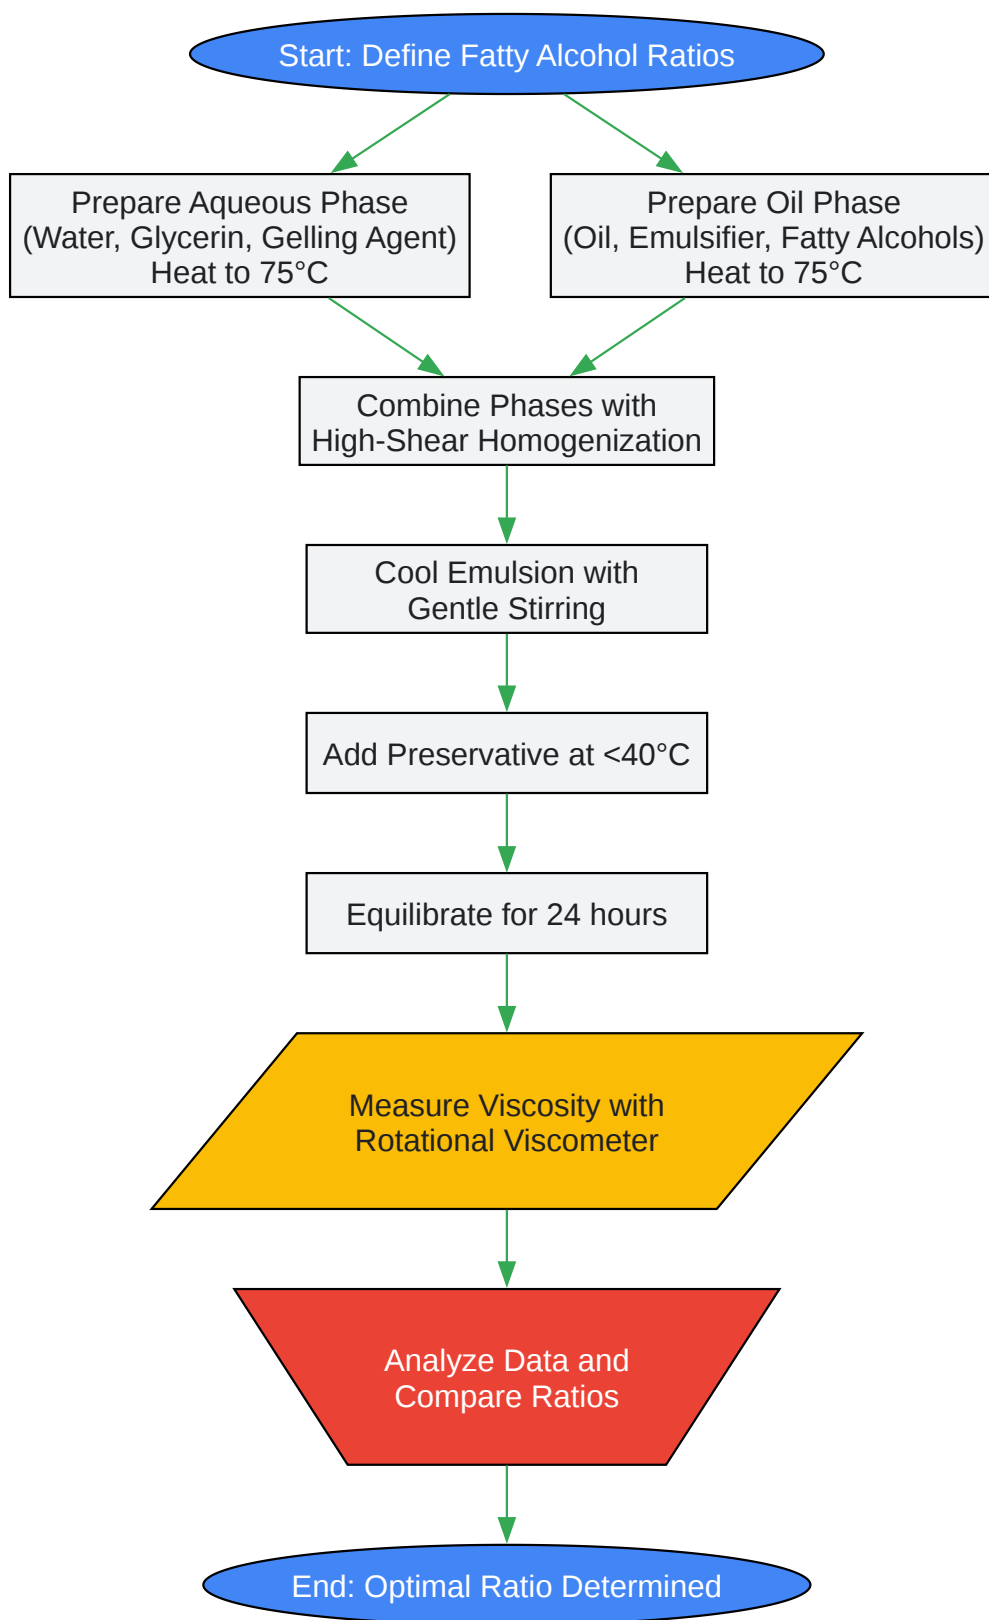 Start: Define Fatty Alcohol Ratios
Prepare Aqueous Phase
(Water, Glycerin, Gelling Agent)
Heat to 75°C
Prepare Oil Phase
(Oil, Emulsifier, Fatty Alcohols)
Heat to 75°C
Combine Phases with
High-Shear Homogenization
Cool Emulsion with
Gentle Stirring
Add Preservative at <40°C
Equilibrate for 24 hours
Measure Viscosity with
Rotational Viscometer
Analyze Data and
Compare Ratios
End: Optimal Ratio Determined